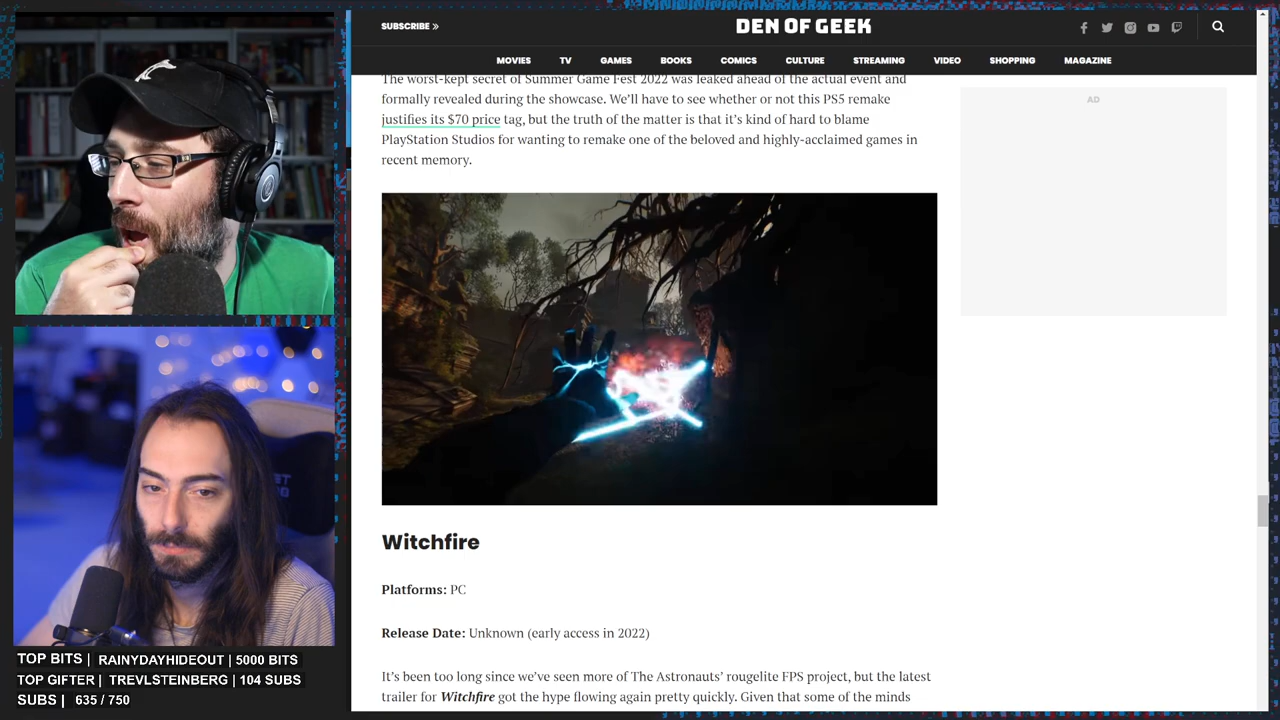 SUBSCRIBE »
DEN OF GEEK
MOVIES TV GAMES BOOKS COMICS CULTURE STREAMING VIDEO SHOPPING MAGAZINE
The worst-kept secret of Summer Game Fest 2022 was leaked ahead of the actual event and
formally revealed during the showcase. We’ll have to see whether or not this PS5 remake
justifies its $70 price tag, but the truth of the matter is that it’s kind of hard to blame
PlayStation Studios for wanting to remake one of the beloved and highly-acclaimed games in
recent memory.
AD
Witchfire
Platforms: PC
Release Date: Unknown (early access in 2022)
It’s been too long since we’ve seen more of The Astronauts’ rougelite FPS project, but the latest
trailer for Witchfire got the hype flowing again pretty quickly. Given that some of the minds
TOP BITS | RAINYDAYHIDEOUT | 5000 BITS
TOP GIFTER | TREVLSTEINBERG | 104 SUBS
SUBS | 635 / 750